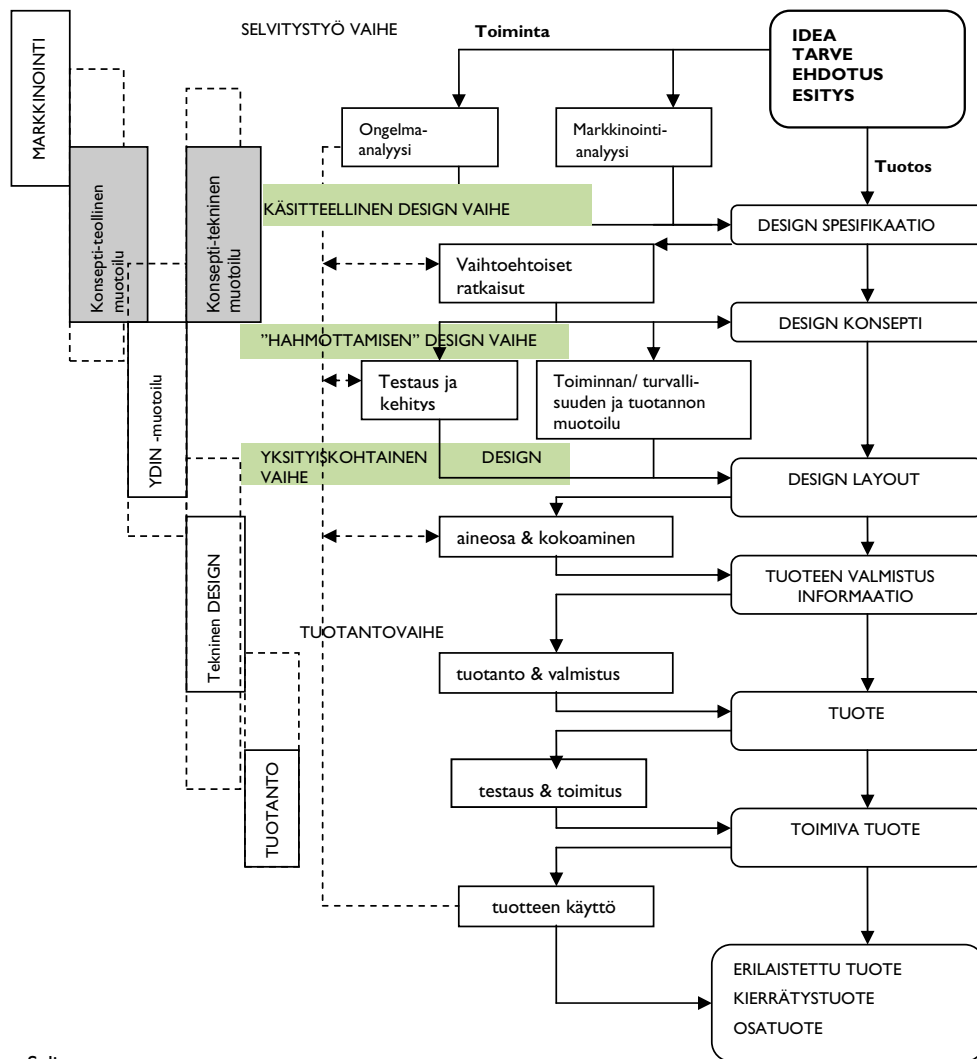 SELVITYSTYÖ VAIHE
Toiminta
IDEA
TARVE
EHDOTUS
ESITYS
MARKKINOINTI
Ongelma-
analyysi
Markkinointi-
analyysi
Tuotos
Konsepti-teollinen
muotoilu
Konsepti-tekninen
muotoilu
KÄSITTEELLINEN DESIGN VAIHE
DESIGN SPESIFIKAATIO
Vaihtoehtoiset
ratkaisut
DESIGN KONSEPTI
”HAHMOTTAMISEN” DESIGN VAIHE
Testaus ja
kehitys
Toiminnan/ turvalli-
suuden ja tuotannon
muotoilu
YDIN -muotoilu
YKSITYISKOHTAINEN DESIGN
VAIHE
DESIGN LAYOUT
aineosa & kokoaminen
TUOTEEN VALMISTUS
INFORMAATIO
Tekninen DESIGN
TUOTANTOVAIHE
tuotanto & valmistus
TUOTE
TUOTANTO
testaus & toimitus
TOIMIVA TUOTE
tuotteen käyttö
ERILAISTETTU TUOTE
KIERRÄTYSTUOTE
OSATUOTE